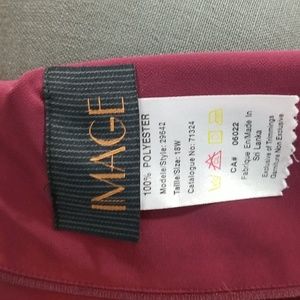 IMAGE
100% POLYESTER
Modele/Style: 29642
Taille/Size: 18W
Catalogue No: 71324
CA# 06022
Fabrique En/Made In
Sri Lanka
Exclusive of Trimmings
Garniture Non Exclusive